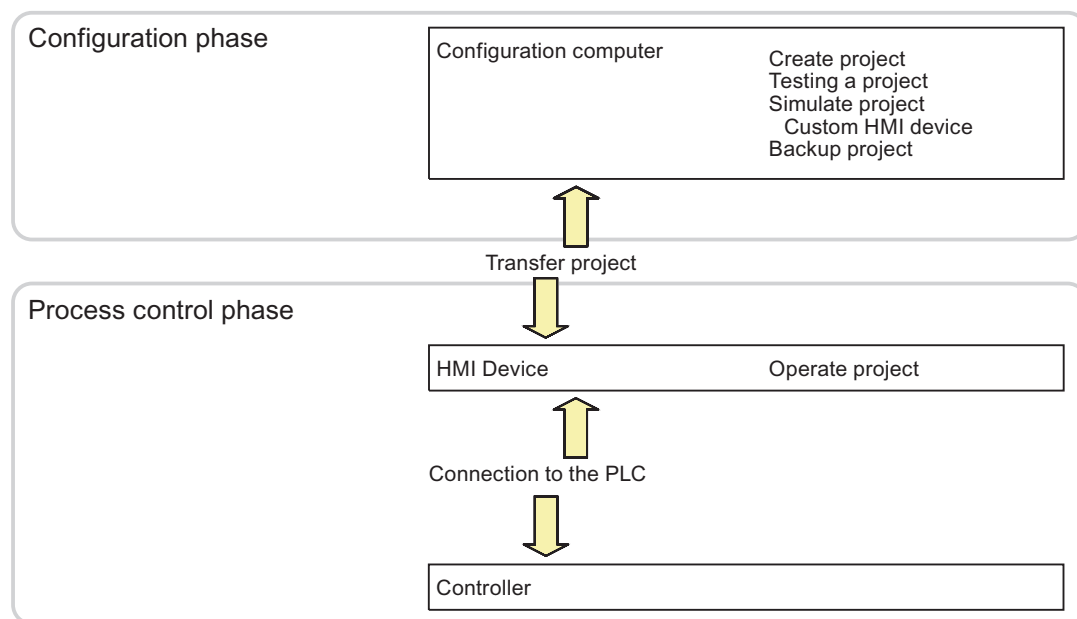 Configuration phase
Configuration computer
Create project
Testing a project
Simulate project
Custom HMI device
Backup project
Transfer project
Process control phase
HMI Device
Operate project
Connection to the PLC
Controller